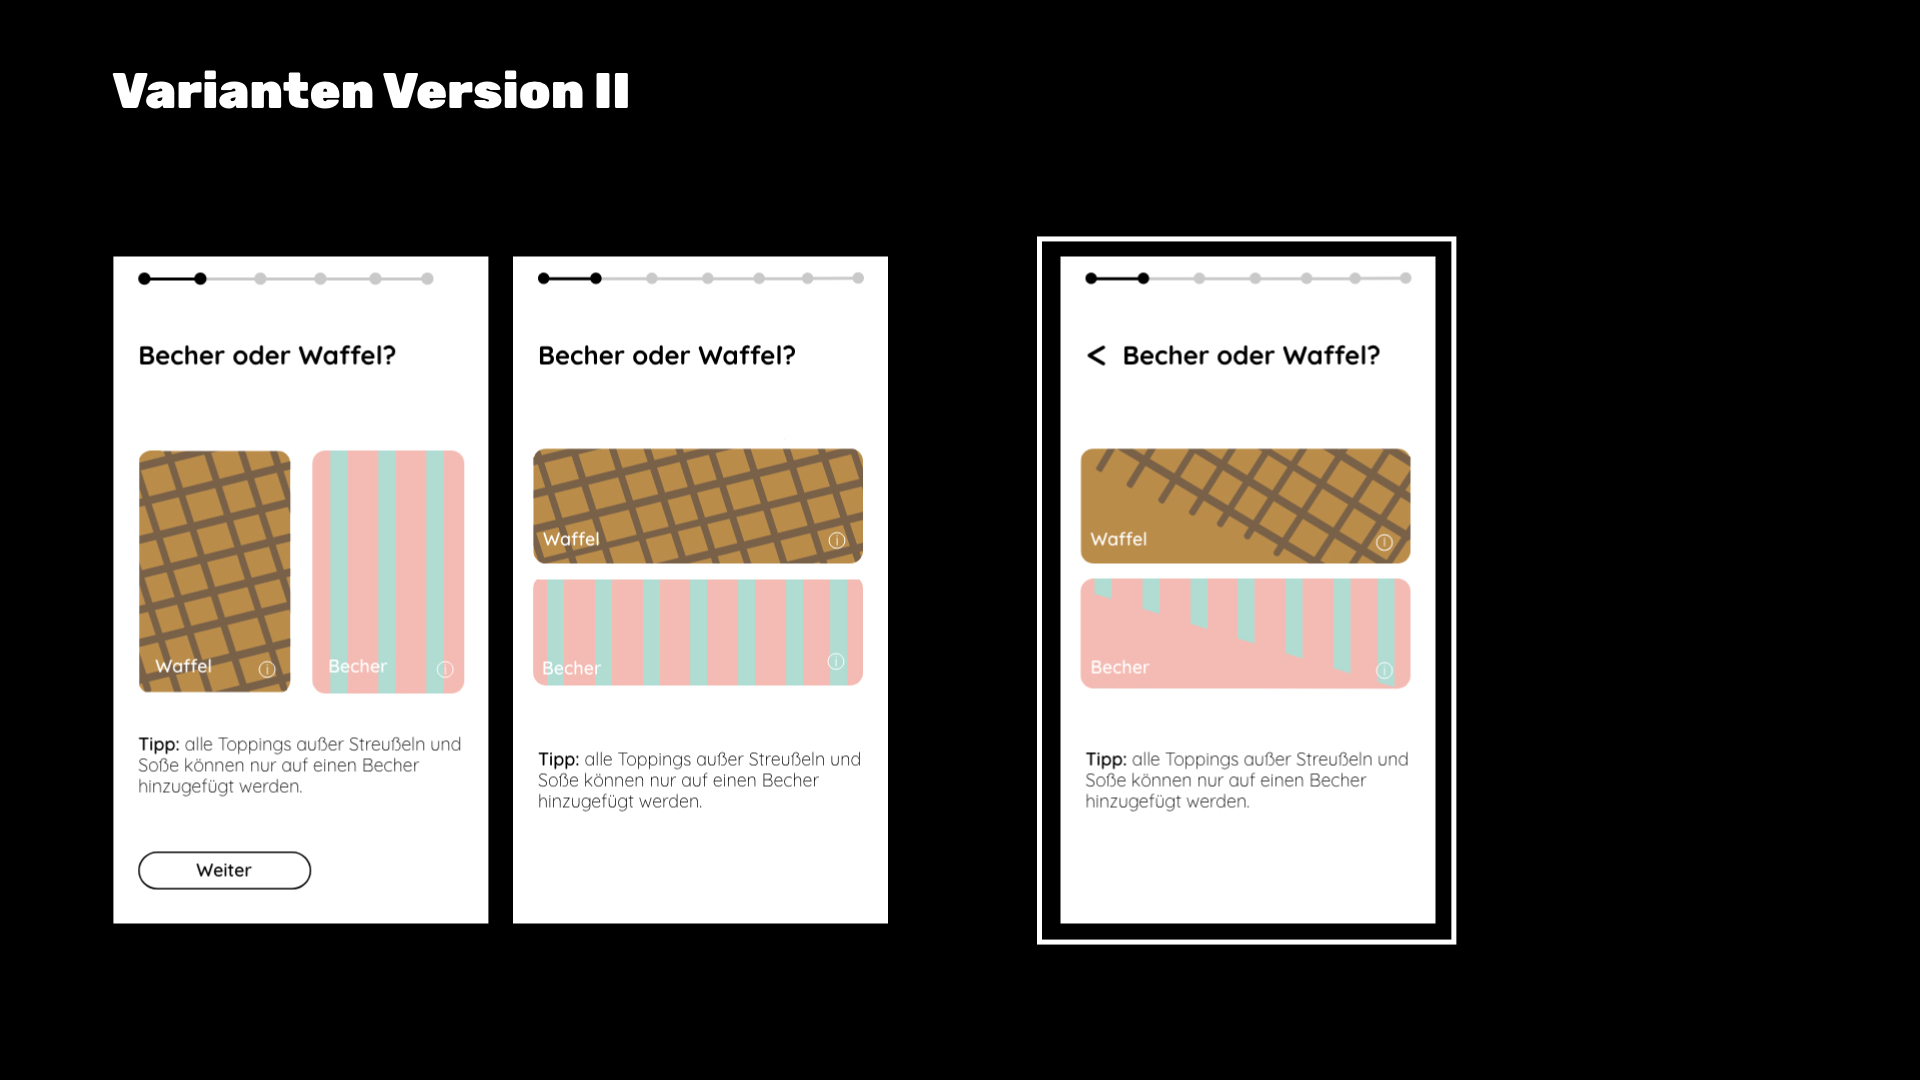 Varianten Version II
Becher oder Waffel?
Waffel
Becher
Tipp: alle Toppings außer Streußeln und
Soße können nur auf einen Becher
hinzugefügt werden.
Weiter
Becher oder Waffel?
Waffel
Becher
Tipp: alle Toppings außer Streußeln und
Soße können nur auf einen Becher
hinzugefügt werden.
< Becher oder Waffel?
Waffel
Becher
Tipp: alle Toppings außer Streußeln und
Soße können nur auf einen Becher
hinzugefügt werden.